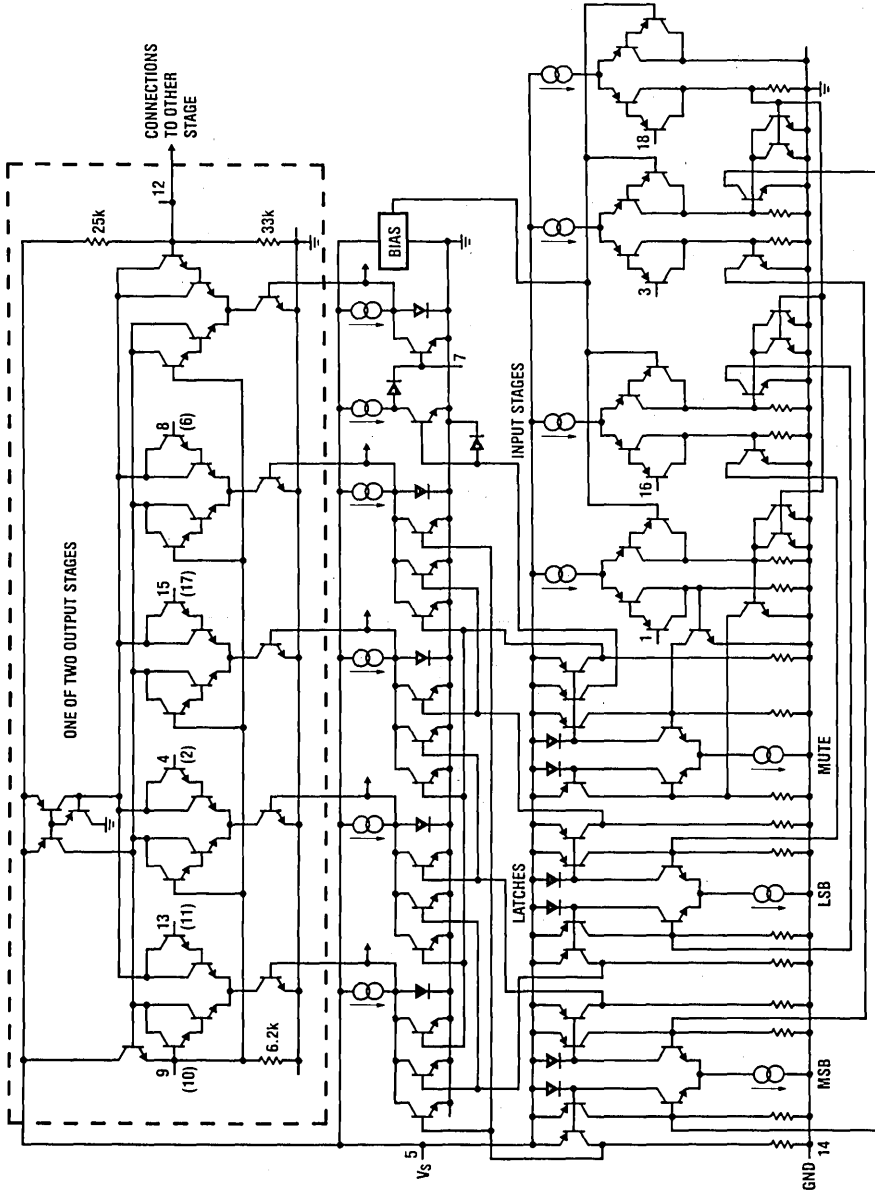 ONE OF TWO OUTPUT STAGES
CONNECTIONS
TO OTHER
STAGE
12
25k
33k
9
(10)
13
(11)
4
(2)
15
(17)
8
(6)
6.2k
BIAS
7
5
VS
INPUT STAGES
LATCHES
1
16
3
18
MSB
LSB
MUTE
GND
14